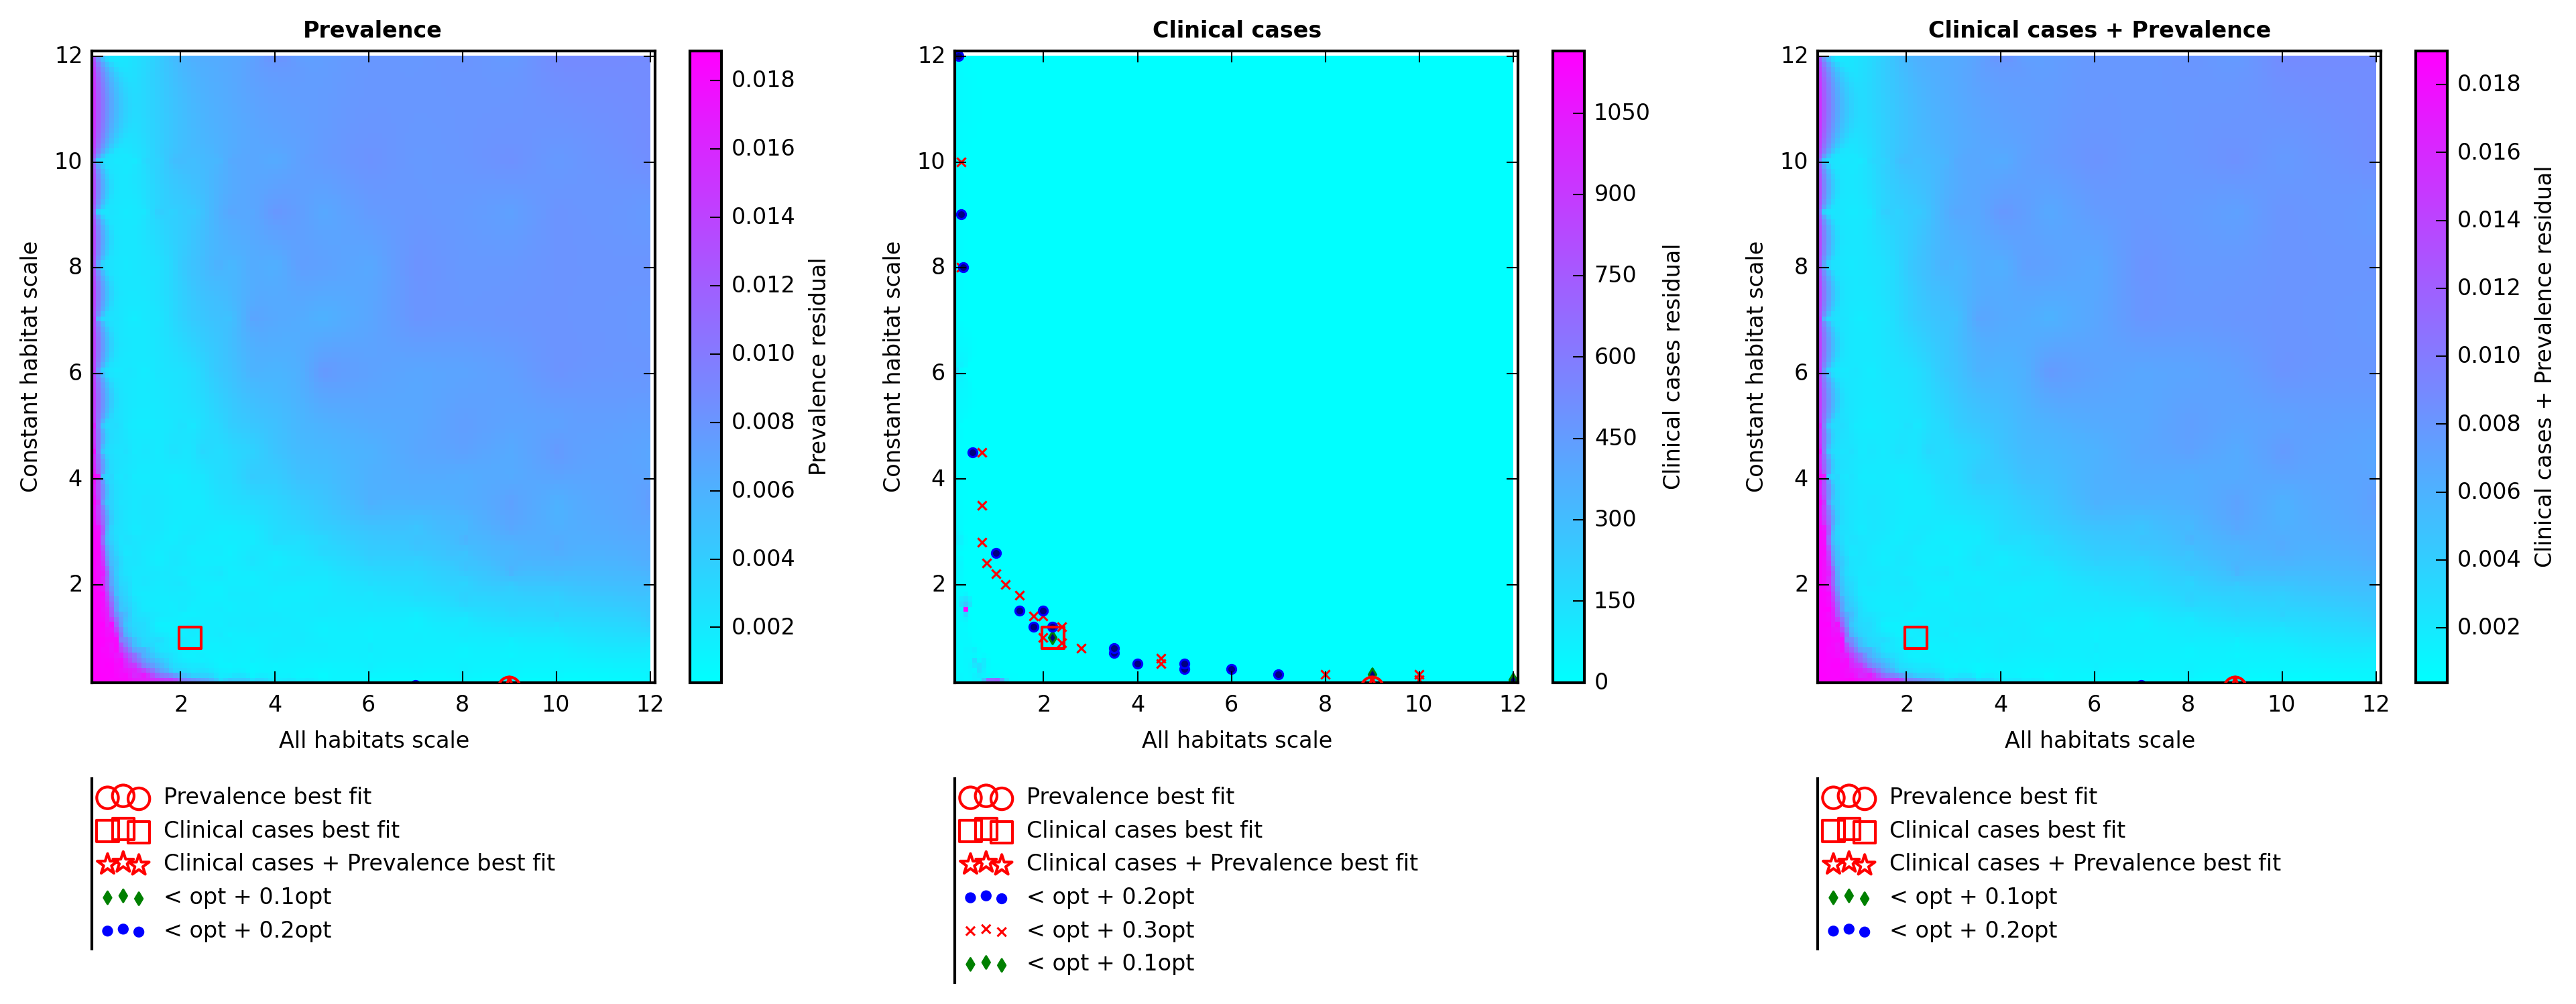 Prevalence
12
10
8
6
4
2
2 4 6 8 10 12
Constant habitat scale
All habitats scale
0.018
0.016
0.014
0.012
0.010
0.008
0.006
0.004
0.002
Prevalence residual
Prevalence best fit
Clinical cases best fit
Clinical cases + Prevalence best fit
< opt + 0.1opt
< opt + 0.2opt
Clinical cases
12
10
8
6
4
2
2 4 6 8 10 12
Constant habitat scale
All habitats scale
1050
900
750
600
450
300
150
0
Clinical cases residual
Prevalence best fit
Clinical cases best fit
Clinical cases + Prevalence best fit
< opt + 0.2opt
< opt + 0.3opt
< opt + 0.1opt
Clinical cases + Prevalence
12
10
8
6
4
2
2 4 6 8 10 12
Constant habitat scale
All habitats scale
0.018
0.016
0.014
0.012
0.010
0.008
0.006
0.004
0.002
Clinical cases + Prevalence residual
Prevalence best fit
Clinical cases best fit
Clinical cases + Prevalence best fit
< opt + 0.1opt
< opt + 0.2opt